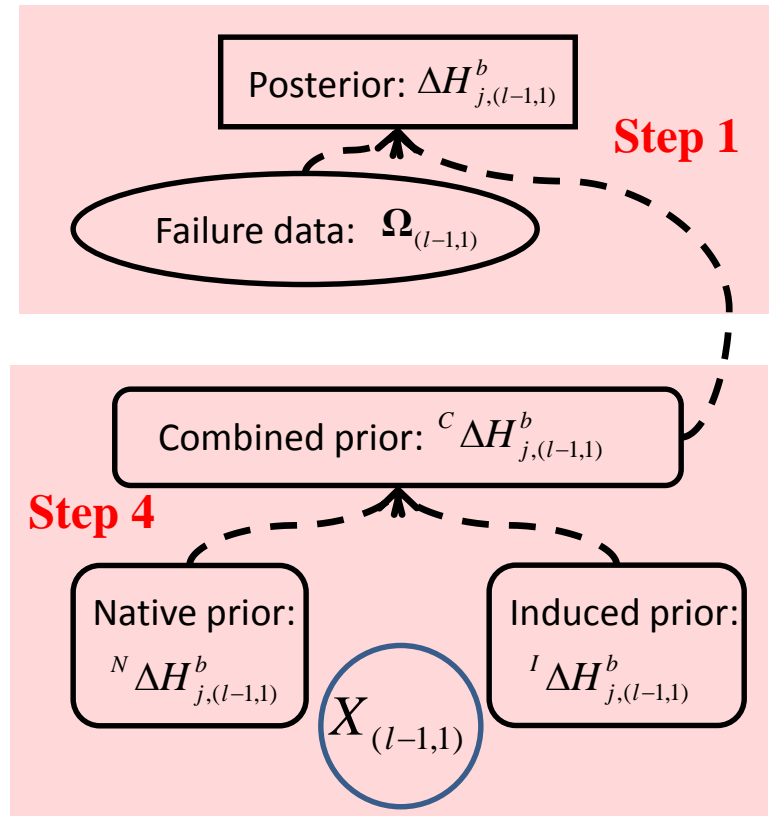 Posterior: ΔH^b_{j,(l−1,1)}
Step 1
Failure data: Ω_{(l−1,1)}
Combined prior: ^C ΔH^b_{j,(l−1,1)}
Step 4
Native prior:
^N ΔH^b_{j,(l−1,1)}
Induced prior:
^I ΔH^b_{j,(l−1,1)}
X_{(l−1,1)}